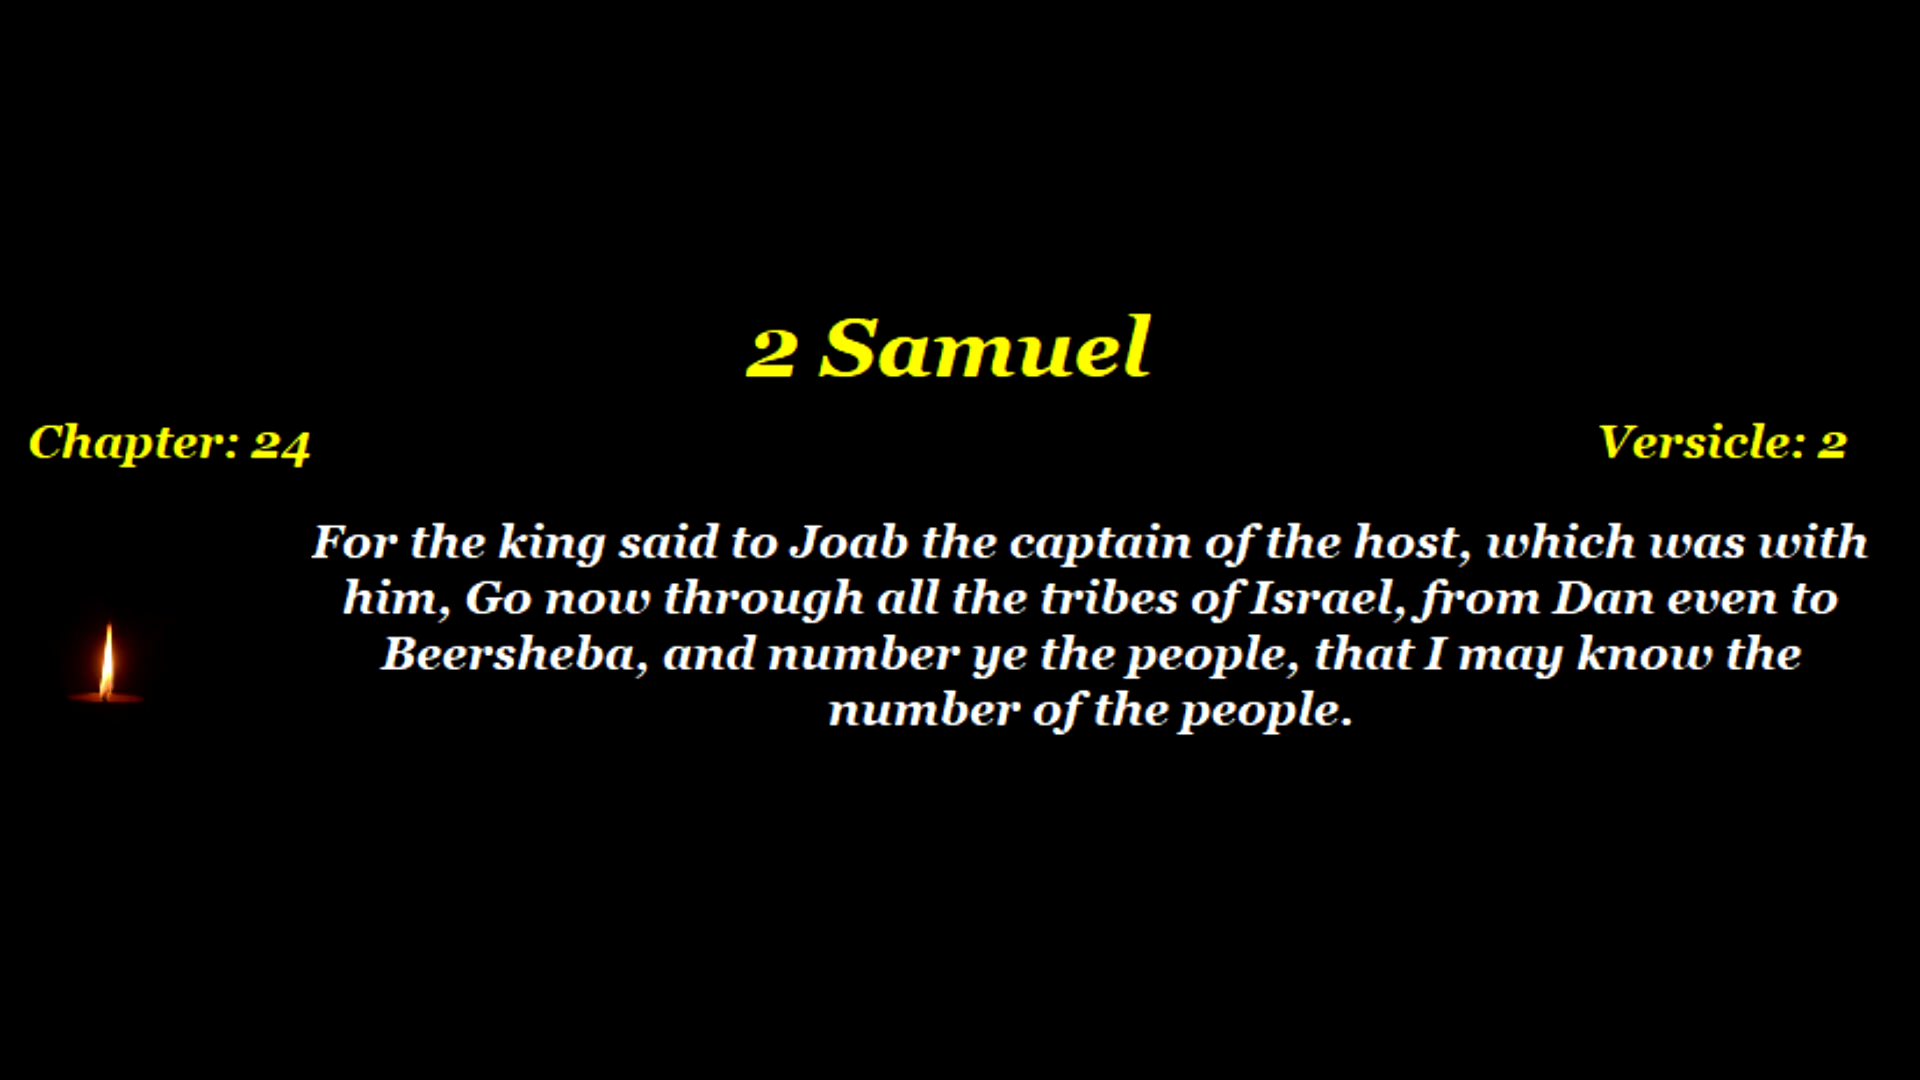 2 Samuel
Chapter: 24
Versicle: 2
For the king said to Joab the captain of the host, which was with
him, Go now through all the tribes of Israel, from Dan even to
Beersheba, and number ye the people, that I may know the
number of the people.